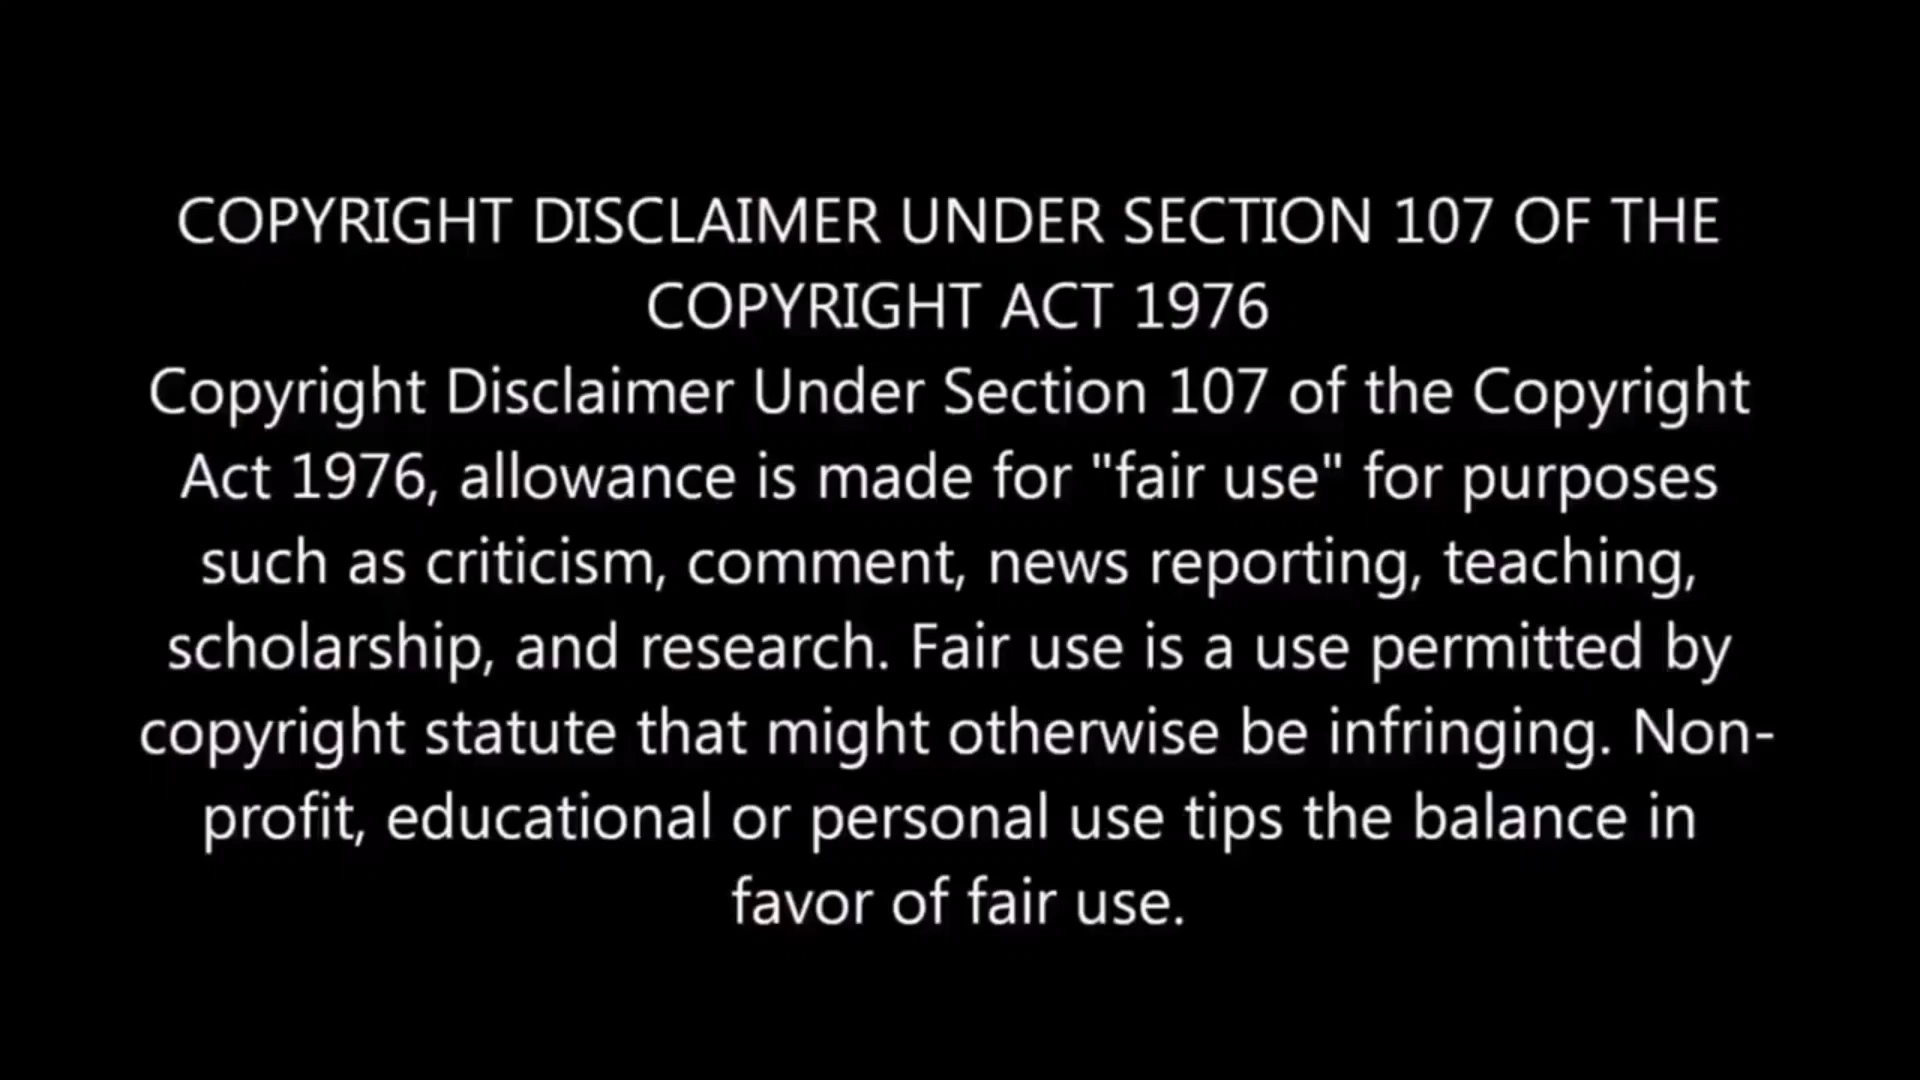 COPYRIGHT DISCLAIMER UNDER SECTION 107 OF THE
COPYRIGHT ACT 1976
Copyright Disclaimer Under Section 107 of the Copyright
Act 1976, allowance is made for "fair use" for purposes
such as criticism, comment, news reporting, teaching,
scholarship, and research. Fair use is a use permitted by
copyright statute that might otherwise be infringing. Non-
profit, educational or personal use tips the balance in
favor of fair use.